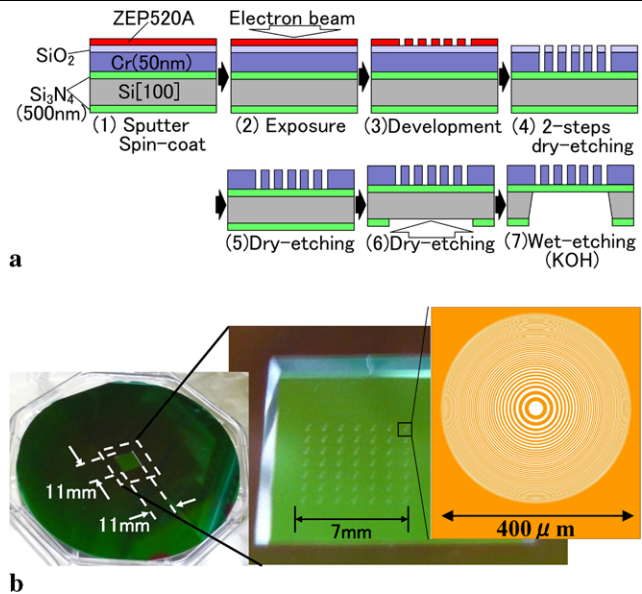 ZEP520A
Electron beam
SiO2
Cr(50nm)
Si3N4
(500nm)
Si[100]
(1) Sputter
Spin-coat
(2) Exposure
(3)Development
(4) 2-steps
dry-etching
(5)Dry-etching
(6)Dry-etching
(7)Wet-etching
(KOH)
a
11mm
11mm
7mm
400 μ m
b